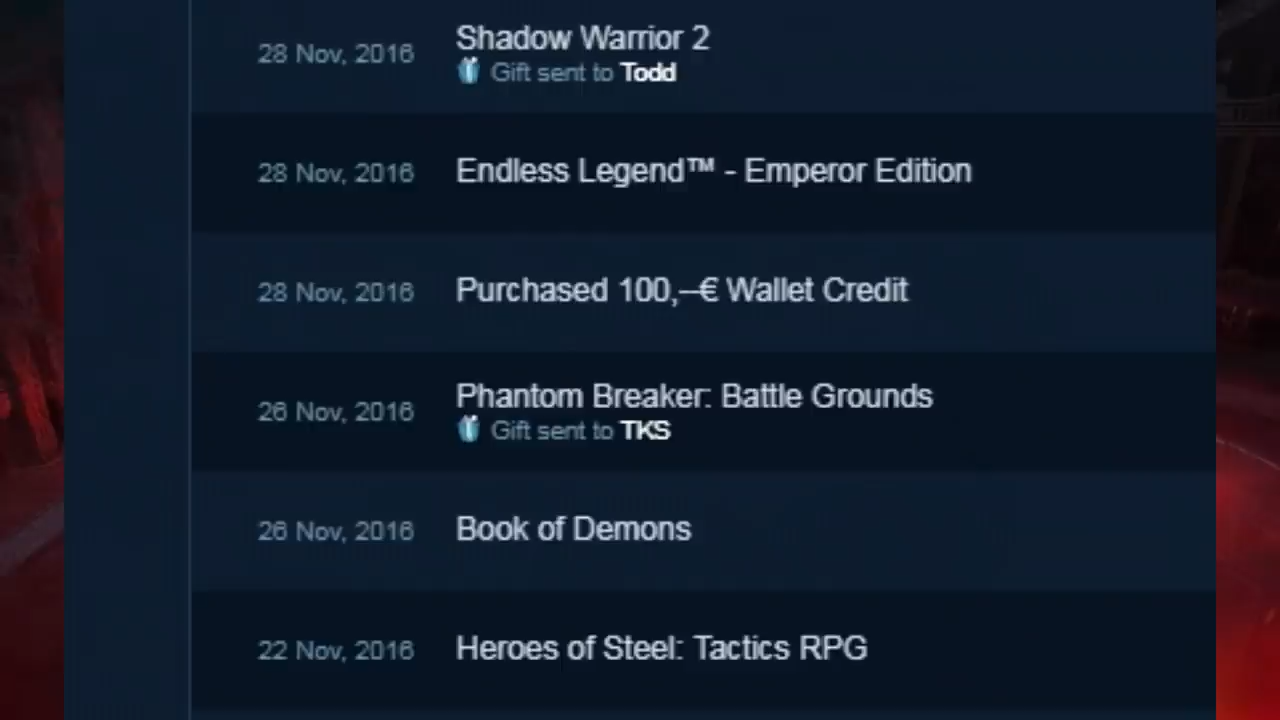 28 Nov, 2016
Shadow Warrior 2
Gift sent to Todd
28 Nov, 2016
Endless Legend™ - Emperor Edition
28 Nov, 2016
Purchased 100,--€ Wallet Credit
26 Nov, 2016
Phantom Breaker: Battle Grounds
Gift sent to TKS
26 Nov, 2016
Book of Demons
22 Nov, 2016
Heroes of Steel: Tactics RPG